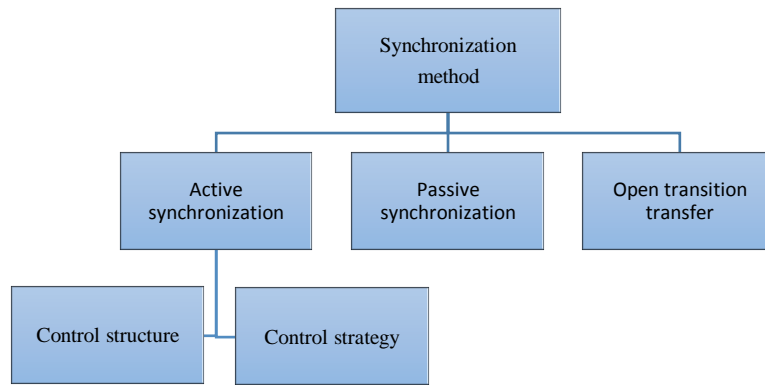 Synchronization
method
Active
synchronization
Passive
synchronization
Open transition
transfer
Control structure
Control strategy